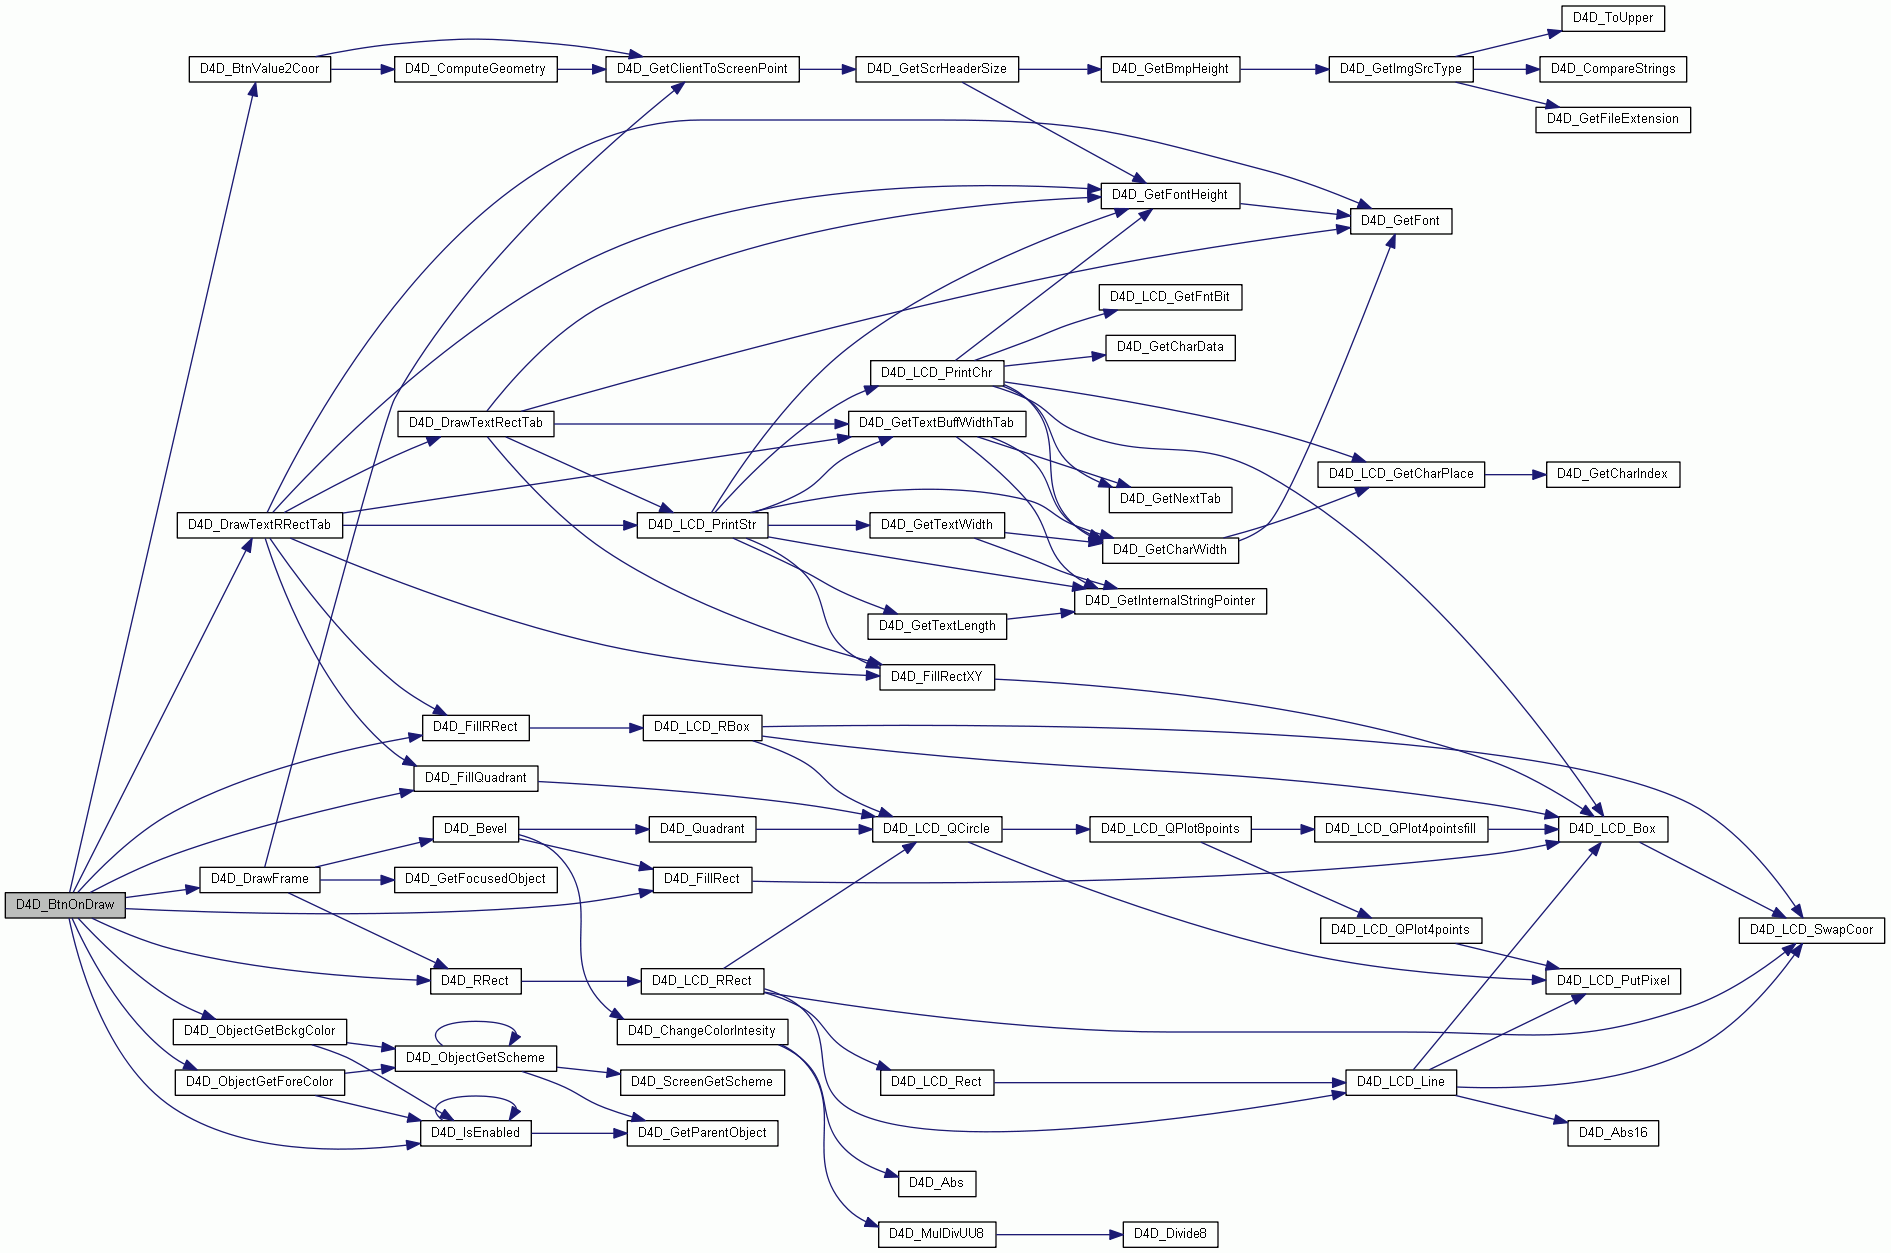 D4D_ToUpper
D4D_BtnValue2Coor
D4D_ComputeGeometry
D4D_GetClientToScreenPoint
D4D_GetScrHeaderSize
D4D_GetBmpHeight
D4D_GetImgSrcType
D4D_CompareStrings
D4D_GetFileExtension
D4D_GetFontHeight
D4D_GetFont
D4D_LCD_GetFntBit
D4D_GetCharData
D4D_LCD_PrintChr
D4D_DrawTextRectTab
D4D_GetTextBuffWidthTab
D4D_LCD_GetCharPlace
D4D_GetCharIndex
D4D_GetNextTab
D4D_DrawTextRRectTab
D4D_LCD_PrintStr
D4D_GetTextWidth
D4D_GetCharWidth
D4D_GetInternalStringPointer
D4D_GetTextLength
D4D_FillRectXY
D4D_FillRRect
D4D_LCD_RBox
D4D_FillQuadrant
D4D_Bevel
D4D_Quadrant
D4D_LCD_QCircle
D4D_LCD_QPlot8points
D4D_LCD_QPlot4pointsfill
D4D_LCD_Box
D4D_DrawFrame
D4D_GetFocusedObject
D4D_FillRect
D4D_BtnOnDraw
D4D_LCD_QPlot4points
D4D_LCD_SwapCoor
D4D_RRect
D4D_LCD_RRect
D4D_LCD_PutPixel
D4D_ObjectGetBckgColor
D4D_ChangeColorIntesity
D4D_ObjectGetScheme
D4D_ObjectGetForeColor
D4D_ScreenGetScheme
D4D_LCD_Rect
D4D_LCD_Line
D4D_IsEnabled
D4D_GetParentObject
D4D_Abs16
D4D_Abs
D4D_MulDivUU8
D4D_Divide8